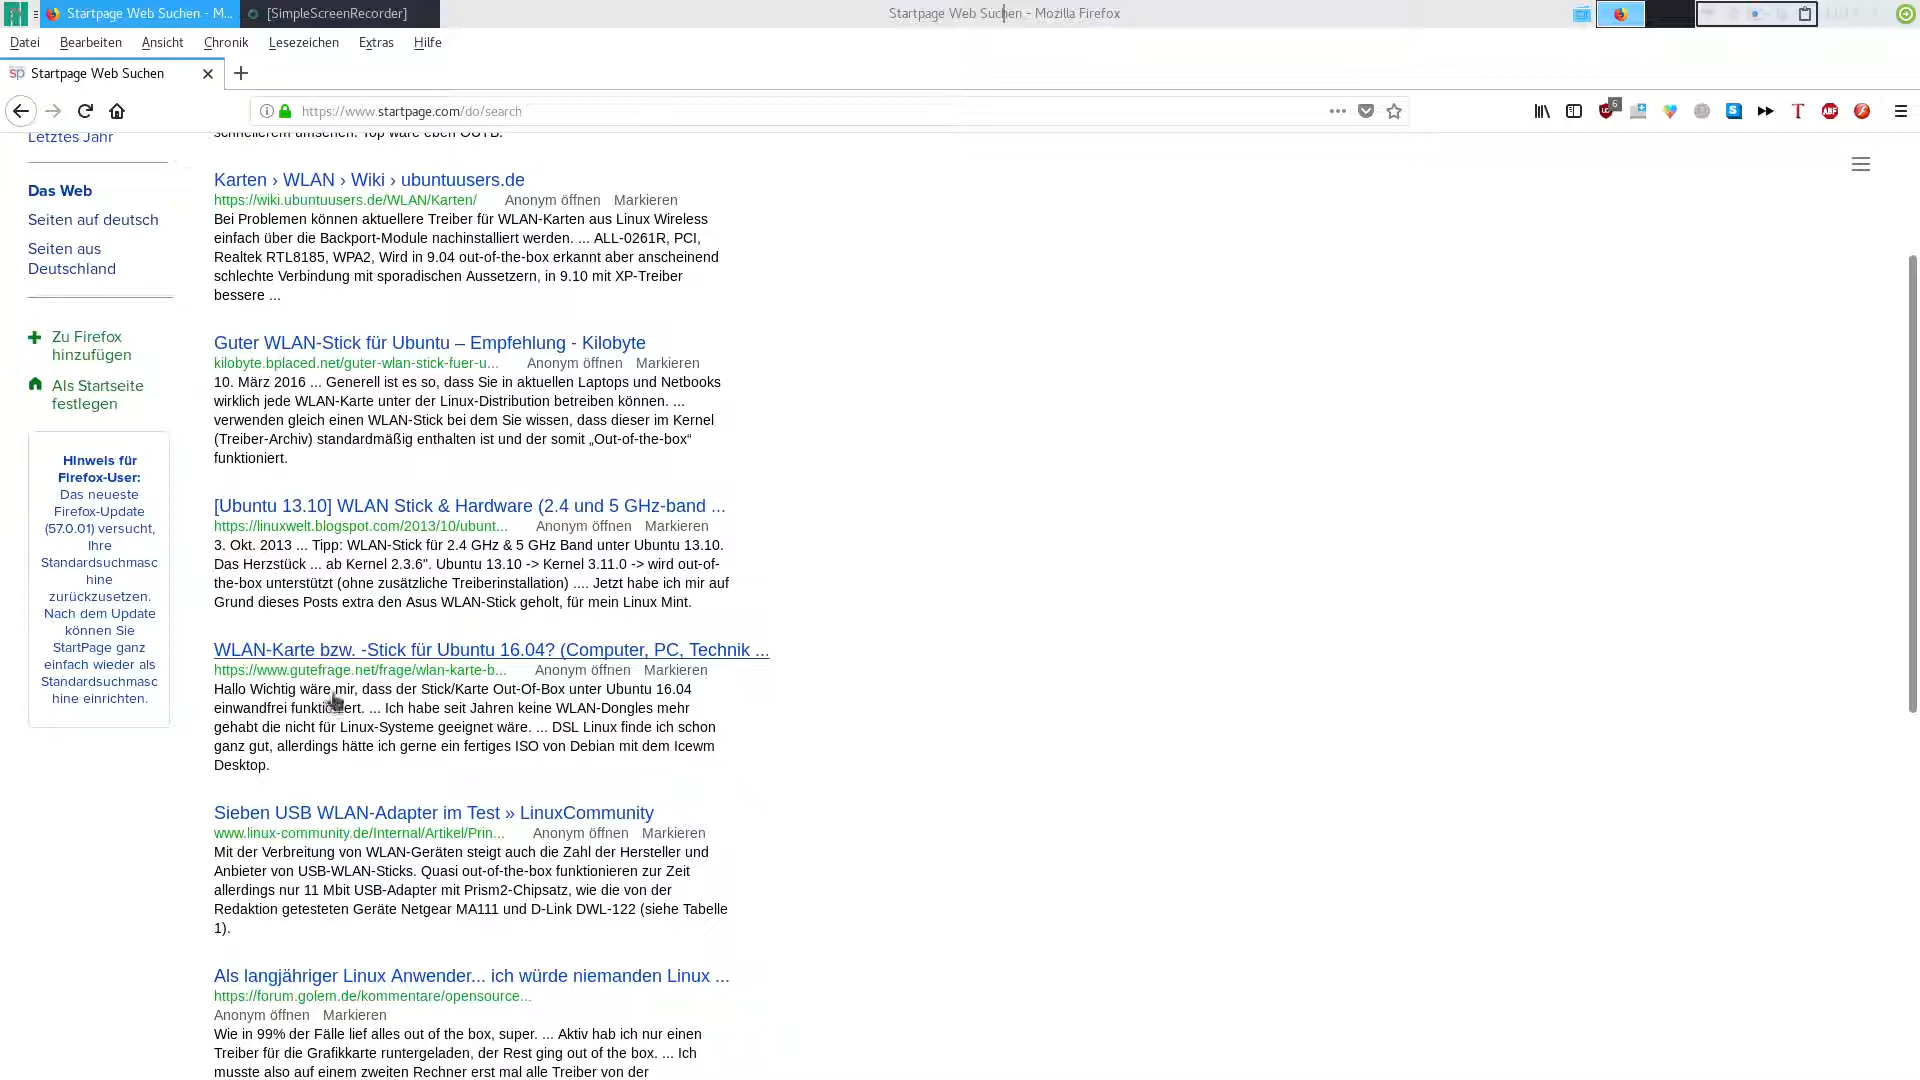 Startpage Web Suchen - M...
[SimpleScreenRecorder]
Startpage Web Suchen - Mozilla Firefox
Datei Bearbeiten Ansicht Chronik Lesezeichen Extras Hilfe
Startpage Web Suchen
https://www.startpage.com/do/search
6
ABP
Letztes Jahr
Das Web
Seiten auf deutsch
Seiten aus
Deutschland
Zu Firefox
hinzufügen
Als Startseite
festlegen
Hinweis für
Firefox-User:
Das neueste
Firefox-Update
(57.0.01) versucht,
Ihre
Standardsuchmasc
hine
zurückzusetzen.
Nach dem Update
können Sie
StartPage ganz
einfach wieder als
Standardsuchmasc
hine einrichten.
schnellerem umsehen. Top wäre eben OOTB.
Karten › WLAN › Wiki › ubuntuusers.de
https://wiki.ubuntuusers.de/WLAN/Karten/ Anonym öffnen Markieren
Bei Problemen können aktuellere Treiber für WLAN-Karten aus Linux Wireless
einfach über die Backport-Module nachinstalliert werden. ... ALL-0261R, PCI,
Realtek RTL8185, WPA2, Wird in 9.04 out-of-the-box erkannt aber anscheinend
schlechte Verbindung mit sporadischen Aussetzern, in 9.10 mit XP-Treiber
bessere ...
Guter WLAN-Stick für Ubuntu – Empfehlung - Kilobyte
kilobyte.bplaced.net/guter-wlan-stick-fuer-u... Anonym öffnen Markieren
10. März 2016 ... Generell ist es so, dass Sie in aktuellen Laptops und Netbooks
wirklich jede WLAN-Karte unter der Linux-Distribution betreiben können. ...
verwenden gleich einen WLAN-Stick bei dem Sie wissen, dass dieser im Kernel
(Treiber-Archiv) standardmäßig enthalten ist und der somit „Out-of-the-box“
funktioniert.
[Ubuntu 13.10] WLAN Stick & Hardware (2.4 und 5 GHz-band ...
https://linuxwelt.blogspot.com/2013/10/ubunt... Anonym öffnen Markieren
3. Okt. 2013 ... Tipp: WLAN-Stick für 2.4 GHz & 5 GHz Band unter Ubuntu 13.10.
Das Herzstück ... ab Kernel 2.3.6". Ubuntu 13.10 -> Kernel 3.11.0 -> wird out-of-
the-box unterstützt (ohne zusätzliche Treiberinstallation) .... Jetzt habe ich mir auf
Grund dieses Posts extra den Asus WLAN-Stick geholt, für mein Linux Mint.
WLAN-Karte bzw. -Stick für Ubuntu 16.04? (Computer, PC, Technik ...
https://www.gutefrage.net/frage/wlan-karte-b... Anonym öffnen Markieren
Hallo Wichtig wäre mir, dass der Stick/Karte Out-Of-Box unter Ubuntu 16.04
einwandfrei funktioniert. ... Ich habe seit Jahren keine WLAN-Dongles mehr
gehabt die nicht für Linux-Systeme geeignet wäre. ... DSL Linux finde ich schon
ganz gut, allerdings hätte ich gerne ein fertiges ISO von Debian mit dem Icewm
Desktop.
Sieben USB WLAN-Adapter im Test » LinuxCommunity
www.linux-community.de/Internal/Artikel/Prin... Anonym öffnen Markieren
Mit der Verbreitung von WLAN-Geräten steigt auch die Zahl der Hersteller und
Anbieter von USB-WLAN-Sticks. Quasi out-of-the-box funktionieren zur Zeit
allerdings nur 11 Mbit USB-Adapter mit Prism2-Chipsatz, wie die von der
Redaktion getesteten Geräte Netgear MA111 und D-Link DWL-122 (siehe Tabelle
1).
Als langjähriger Linux Anwender... ich würde niemanden Linux ...
https://forum.golem.de/kommentare/opensource...
Anonym öffnen Markieren
Wie in 99% der Fälle lief alles out of the box, super. ... Aktiv hab ich nur einen
Treiber für die Grafikkarte runtergeladen, der Rest ging out of the box. ... Ich
musste also auf einem zweiten Rechner erst mal alle Treiber von der